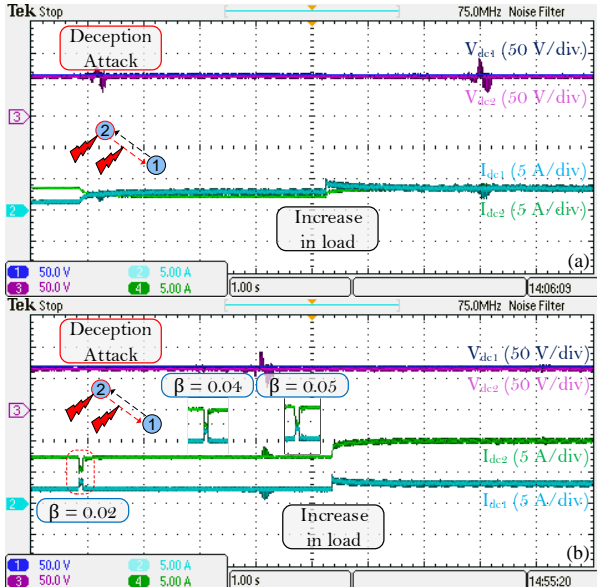 Tek Stop 75.0MHz Noise Filter
Deception
Attack
Vdc1 (50 V/div)
Vdc2 (50 V/div)
3
2
1
Idc1 (5 A/div)
Idc2 (5 A/div)
2
Increase
in load
(a)
1 50.0 V 2 5.00 A
3 50.0 V 4 5.00 A 1.00 s 14:06:09
Tek Stop 75.0MHz Noise Filter
Deception
Attack
Vdc1 (50 V/div)
β = 0.04 β = 0.05
Vdc2 (50 V/div)
3
2
1
Idc2 (5 A/div)
2
Idc1 (5 A/div)
β = 0.02
Increase
in load
(b)
1 50.0 V 2 5.00 A
3 50.0 V 4 5.00 A 1.00 s 14:55:20